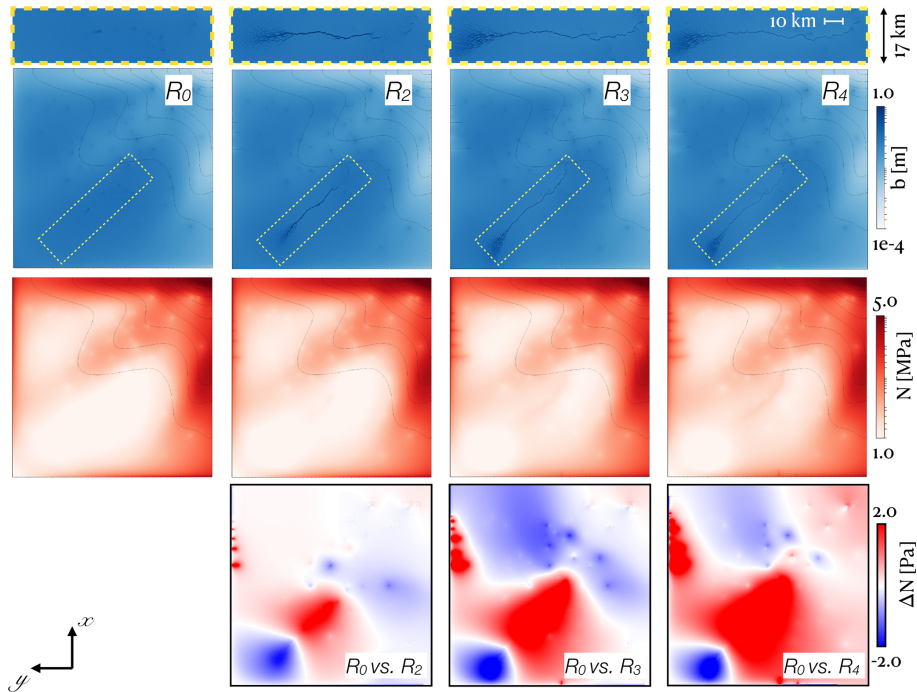 10 km
17 km
R0
R2
R3
R4
1.0
b [m]
1e-4
5.0
N [MPa]
1.0
2.0
ΔN [Pa]
-2.0
R0 vs. R2
R0 vs. R3
R0 vs. R4
x
y